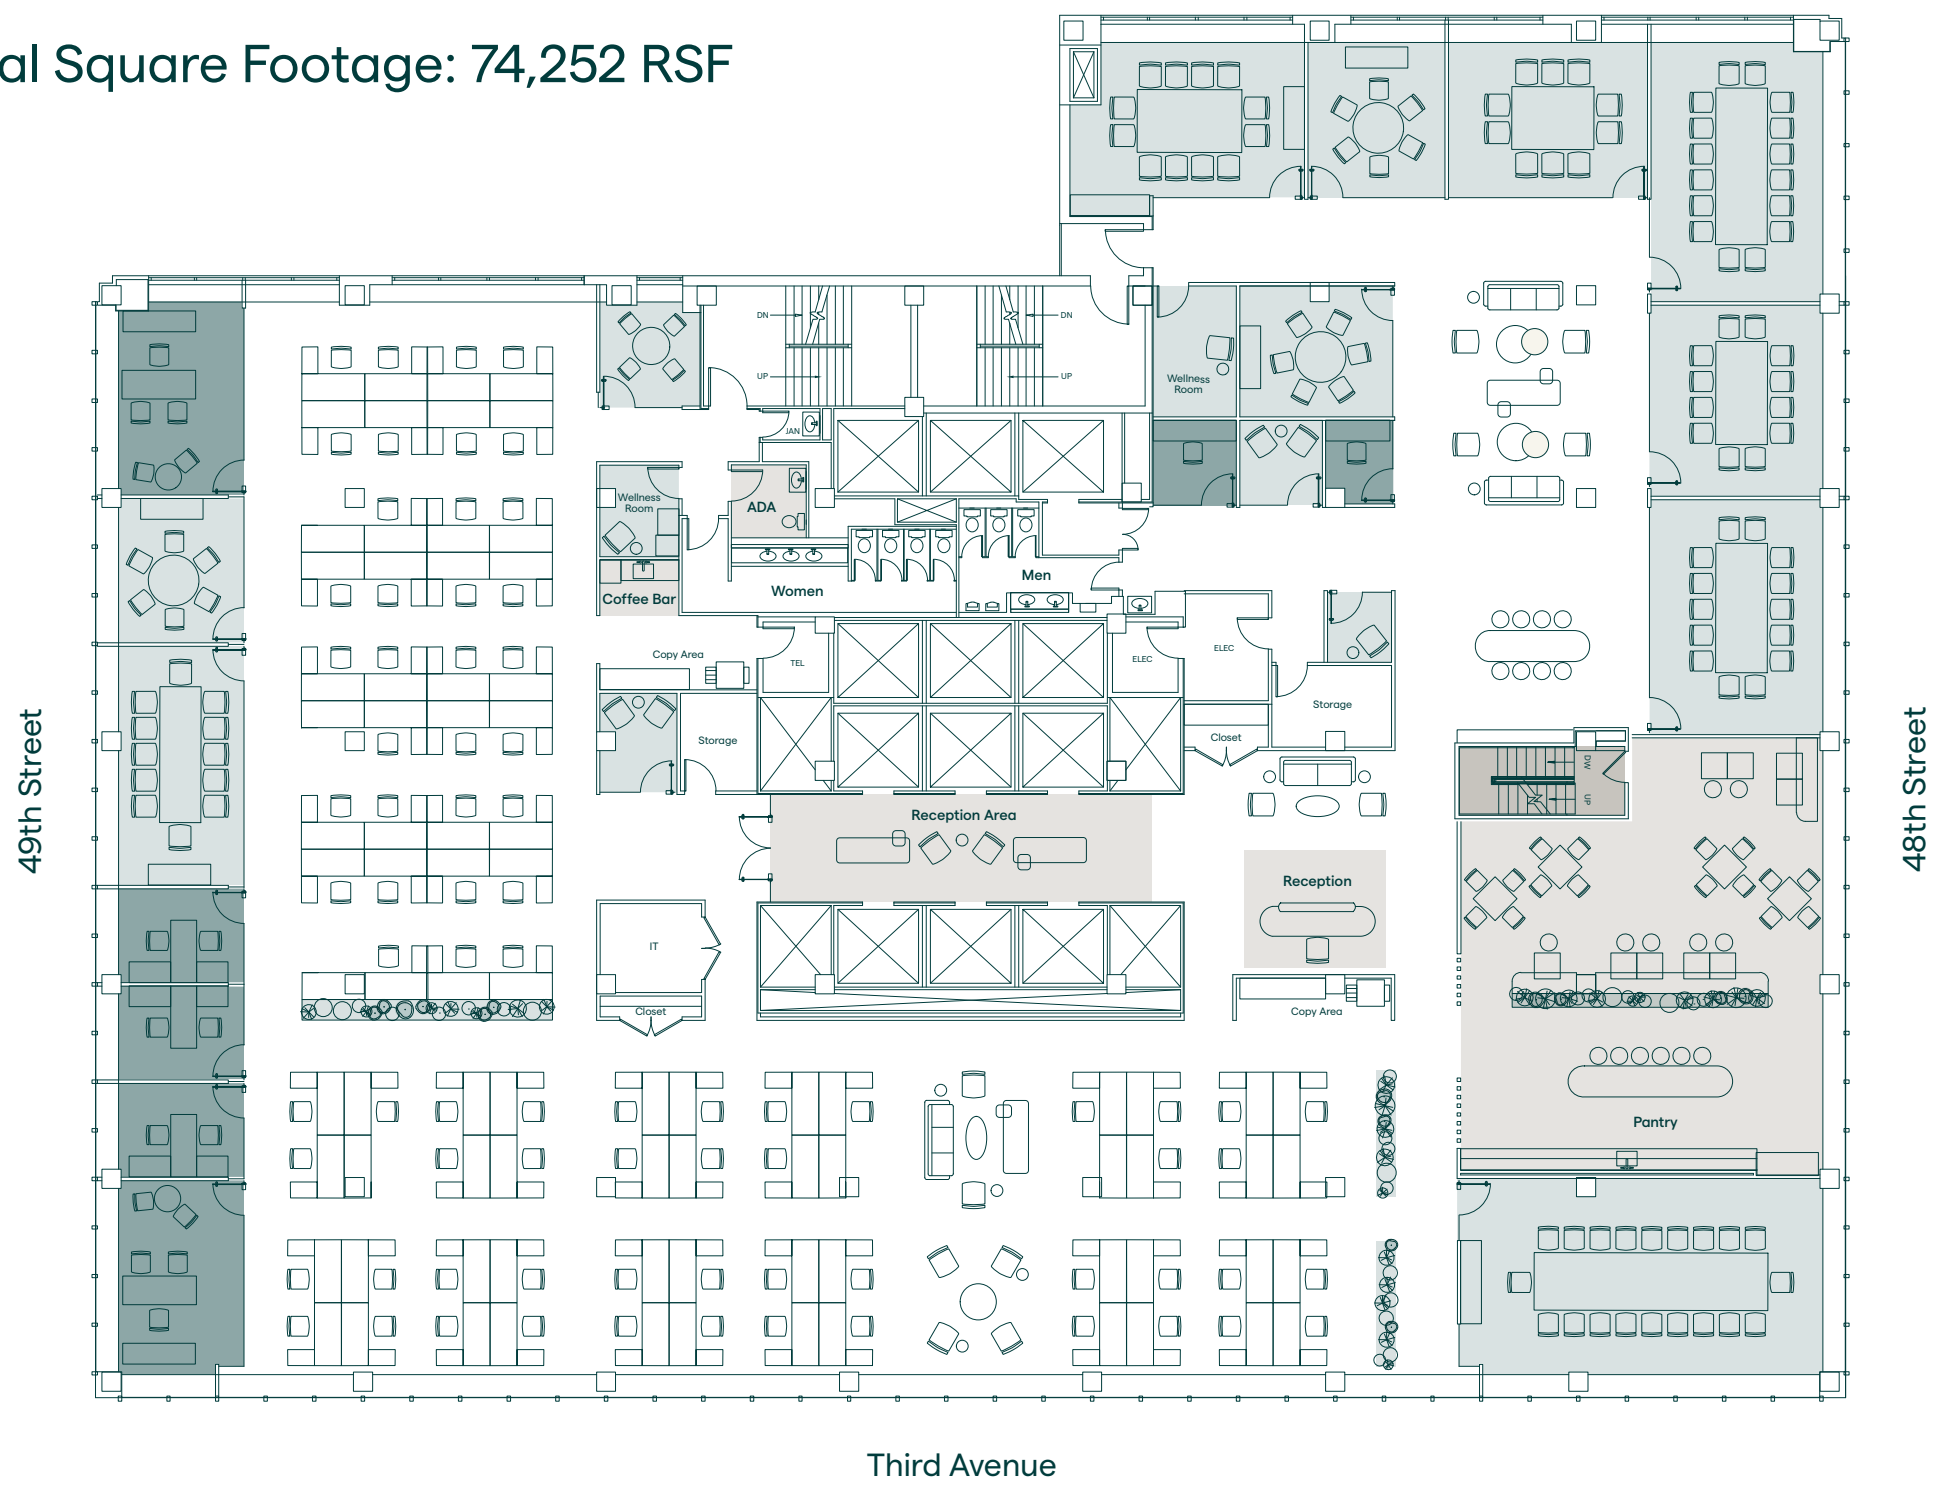 al Square Footage: 74,252 RSF
DN
DN
UP
UP
Wellness
Room
JAN
Wellness
Room
ADA
Men
Women
Coffee Bar
Copy Area
TEL
ELEC
ELEC
Storage
Storage
Closet
DW
UP
Reception Area
Reception
IT
Closet
Copy Area
Pantry
49th Street
48th Street
Third Avenue